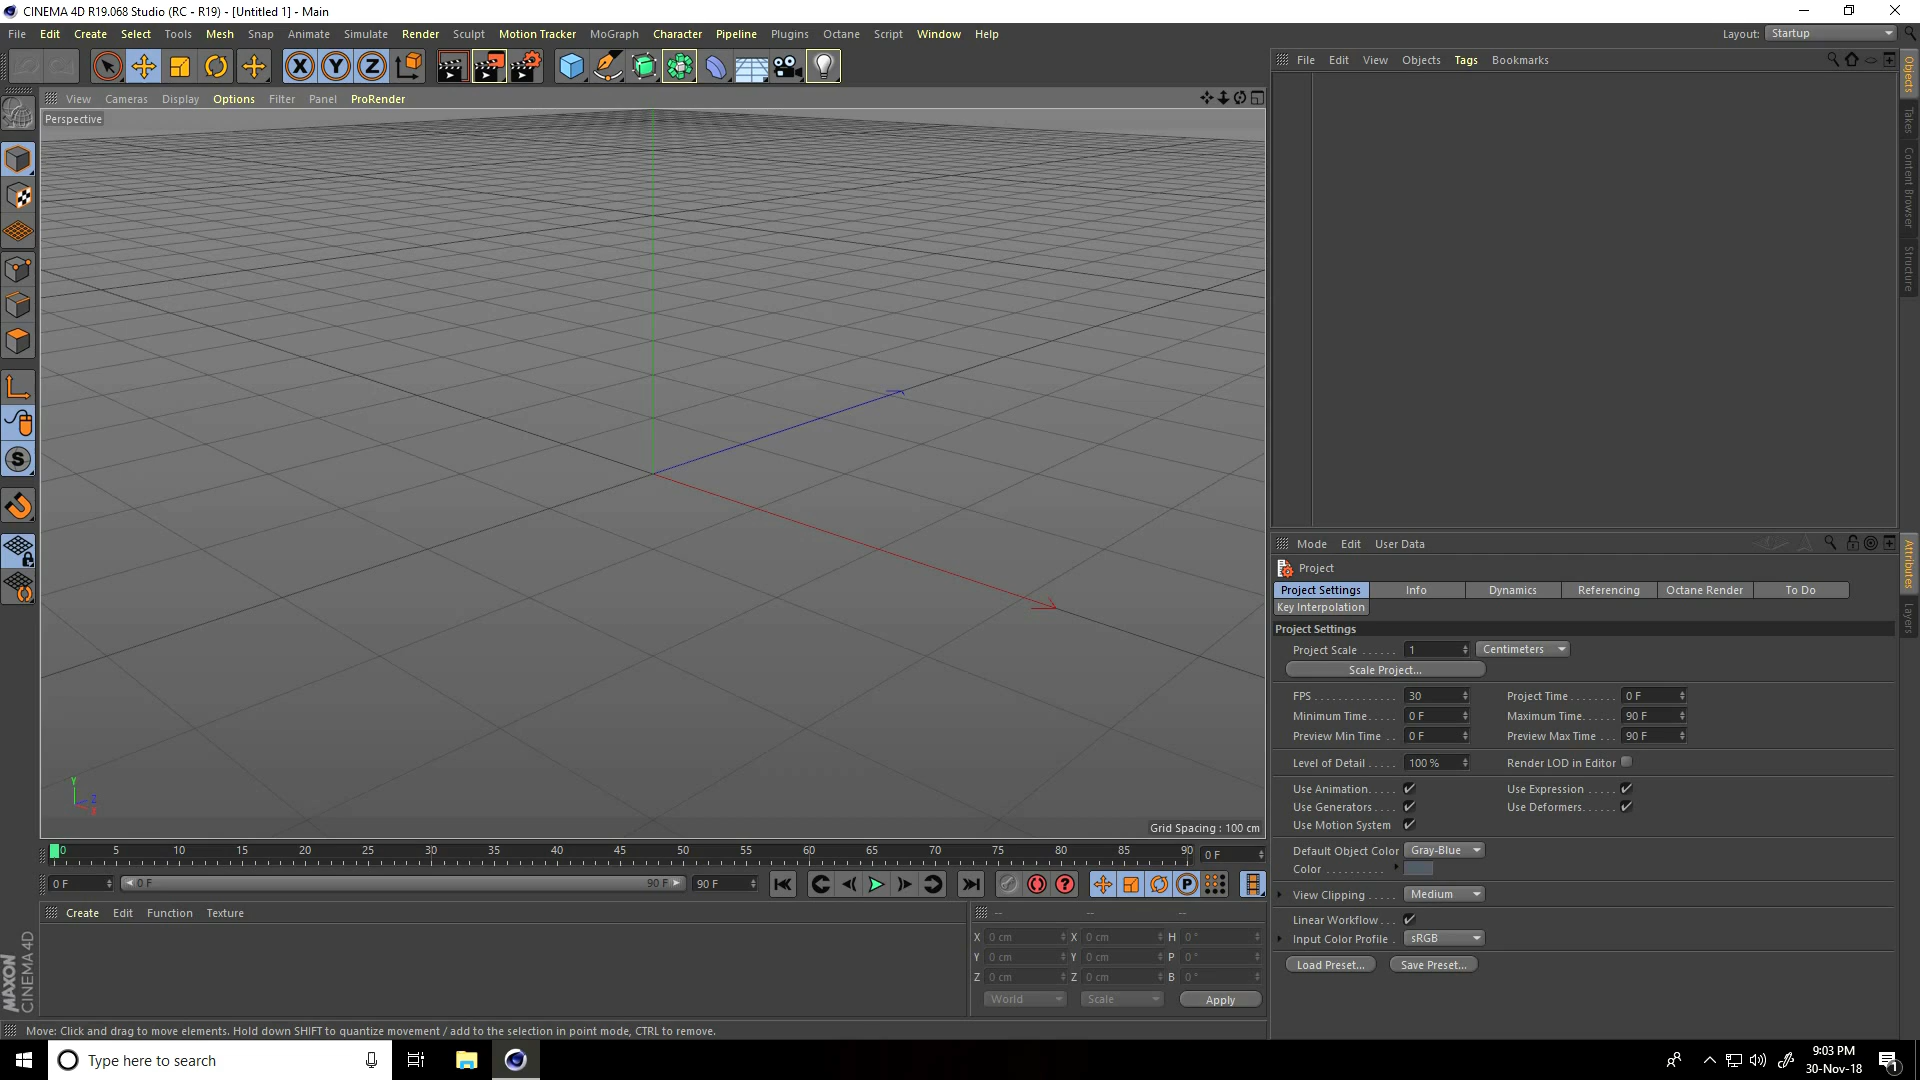 CINEMA 4D R19.068 Studio (RC - R19) - [Untitled 1] - Main
File Edit Create Select Tools Mesh Snap Animate Simulate Render Sculpt Motion Tracker MoGraph Character Pipeline Plugins Octane Script Window Help
Layout: Startup
X Y Z
File Edit View Objects Tags Bookmarks
View Cameras Display Options Filter Panel ProRender
Perspective
Objects
Takes
Content Browser
Structure
S
Y
Z
X
Grid Spacing : 100 cm
Mode Edit User Data
Project
Project Settings Info Dynamics Referencing Octane Render To Do
Key Interpolation
Attributes
Layers
Project Settings
Project Scale . . . . . . 1 Centimeters
Scale Project...
FPS . . . . . . . . . . . . . 30 Project Time . . . . . . . 0 F
Minimum Time. . . . . 0 F Maximum Time. . . . . . 90 F
Preview Min Time . . 0 F Preview Max Time . . . 90 F
Level of Detail . . . . . 100 % Render LOD in Editor
Use Animation. . . . . Use Expression . . . . .
Use Generators. . . . Use Deformers. . . . . .
Use Motion System
Default Object Color Gray-Blue
Color . . . . . . . . . .
View Clipping . . . . . Medium
Linear Workflow . . .
Input Color Profile . sRGB
Load Preset... Save Preset...
0 5 10 15 20 25 30 35 40 45 50 55 60 65 70 75 80 85 90 0 F
0 F 0 F 90 F 90 F
? P
Create Edit Function Texture
-- -- --
X 0 cm X 0 cm H 0 °
Y 0 cm Y 0 cm P 0 °
Z 0 cm Z 0 cm B 0 °
World Scale Apply
MAXON
CINEMA 4D
Move: Click and drag to move elements. Hold down SHIFT to quantize movement / add to the selection in point mode, CTRL to remove.
Type here to search
9:03 PM
30-Nov-18
1